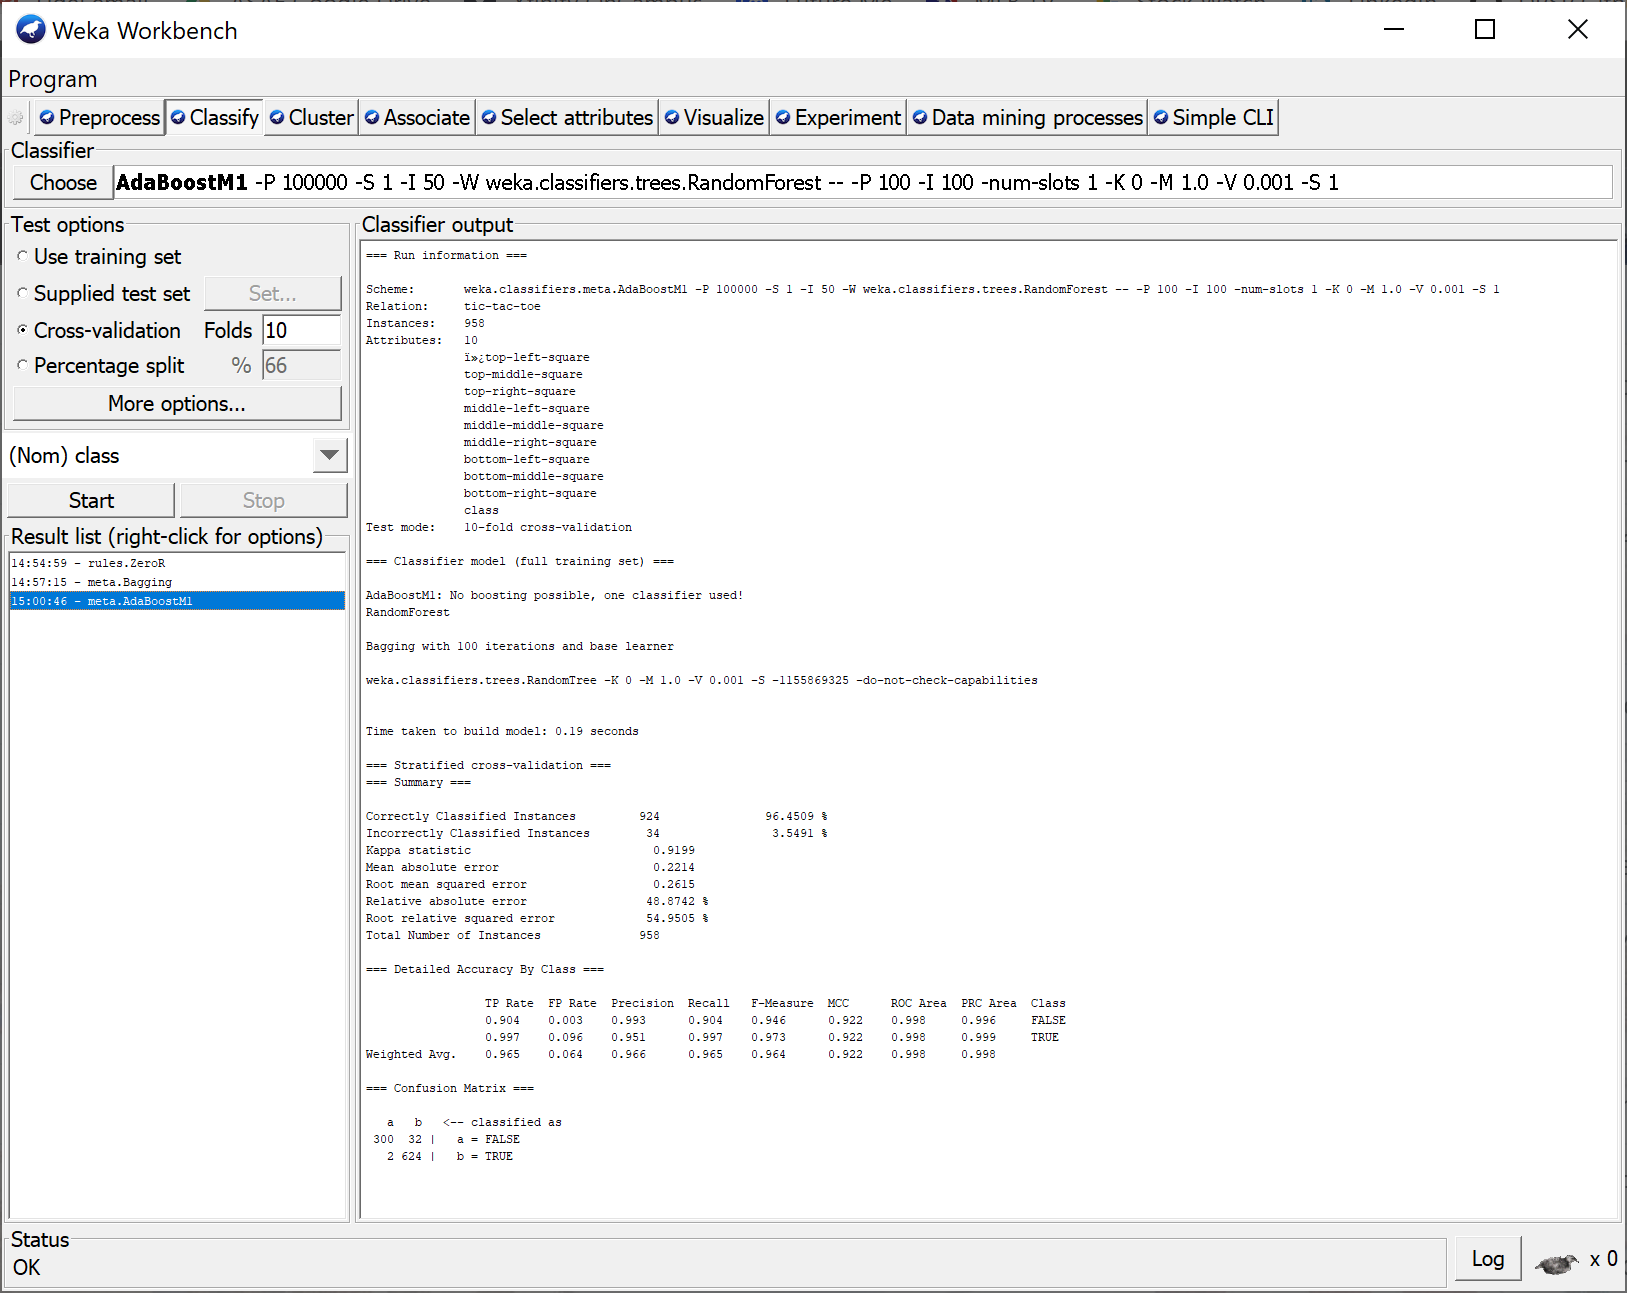 Weka Workbench
Program
Preprocess Classify Cluster Associate Select attributes Visualize Experiment Data mining processes Simple CLI
Classifier
Choose AdaBoostM1 -P 100000 -S 1 -I 50 -W weka.classifiers.trees.RandomForest -- -P 100 -I 100 -num-slots 1 -K 0 -M 1.0 -V 0.001 -S 1
Test options
Use training set
Supplied test set Set...
Cross-validation Folds 10
Percentage split % 66
More options...
(Nom) class
Start Stop
Result list (right-click for options)
14:54:59 - rules.ZeroR
14:57:15 - meta.Bagging
15:00:46 - meta.AdaBoostM1
Classifier output
=== Run information ===
Scheme: weka.classifiers.meta.AdaBoostM1 -P 100000 -S 1 -I 50 -W weka.classifiers.trees.RandomForest -- -P 100 -I 100 -num-slots 1 -K 0 -M 1.0 -V 0.001 -S 1
Relation: tic-tac-toe
Instances: 958
Attributes: 10
ï»¿top-left-square
top-middle-square
top-right-square
middle-left-square
middle-middle-square
middle-right-square
bottom-left-square
bottom-middle-square
bottom-right-square
class
Test mode: 10-fold cross-validation
=== Classifier model (full training set) ===
AdaBoostM1: No boosting possible, one classifier used!
RandomForest
Bagging with 100 iterations and base learner
weka.classifiers.trees.RandomTree -K 0 -M 1.0 -V 0.001 -S -1155869325 -do-not-check-capabilities
Time taken to build model: 0.19 seconds
=== Stratified cross-validation ===
=== Summary ===
Correctly Classified Instances 924 96.4509 %
Incorrectly Classified Instances 34 3.5491 %
Kappa statistic 0.9199
Mean absolute error 0.2214
Root mean squared error 0.2615
Relative absolute error 48.8742 %
Root relative squared error 54.9505 %
Total Number of Instances 958
=== Detailed Accuracy By Class ===
TP Rate FP Rate Precision Recall F-Measure MCC ROC Area PRC Area Class
0.904 0.003 0.993 0.904 0.946 0.922 0.998 0.996 FALSE
0.997 0.096 0.951 0.997 0.973 0.922 0.998 0.999 TRUE
Weighted Avg. 0.965 0.064 0.966 0.965 0.964 0.922 0.998 0.998
=== Confusion Matrix ===
a b <-- classified as
300 32 | a = FALSE
2 624 | b = TRUE
Status
OK
Log x 0